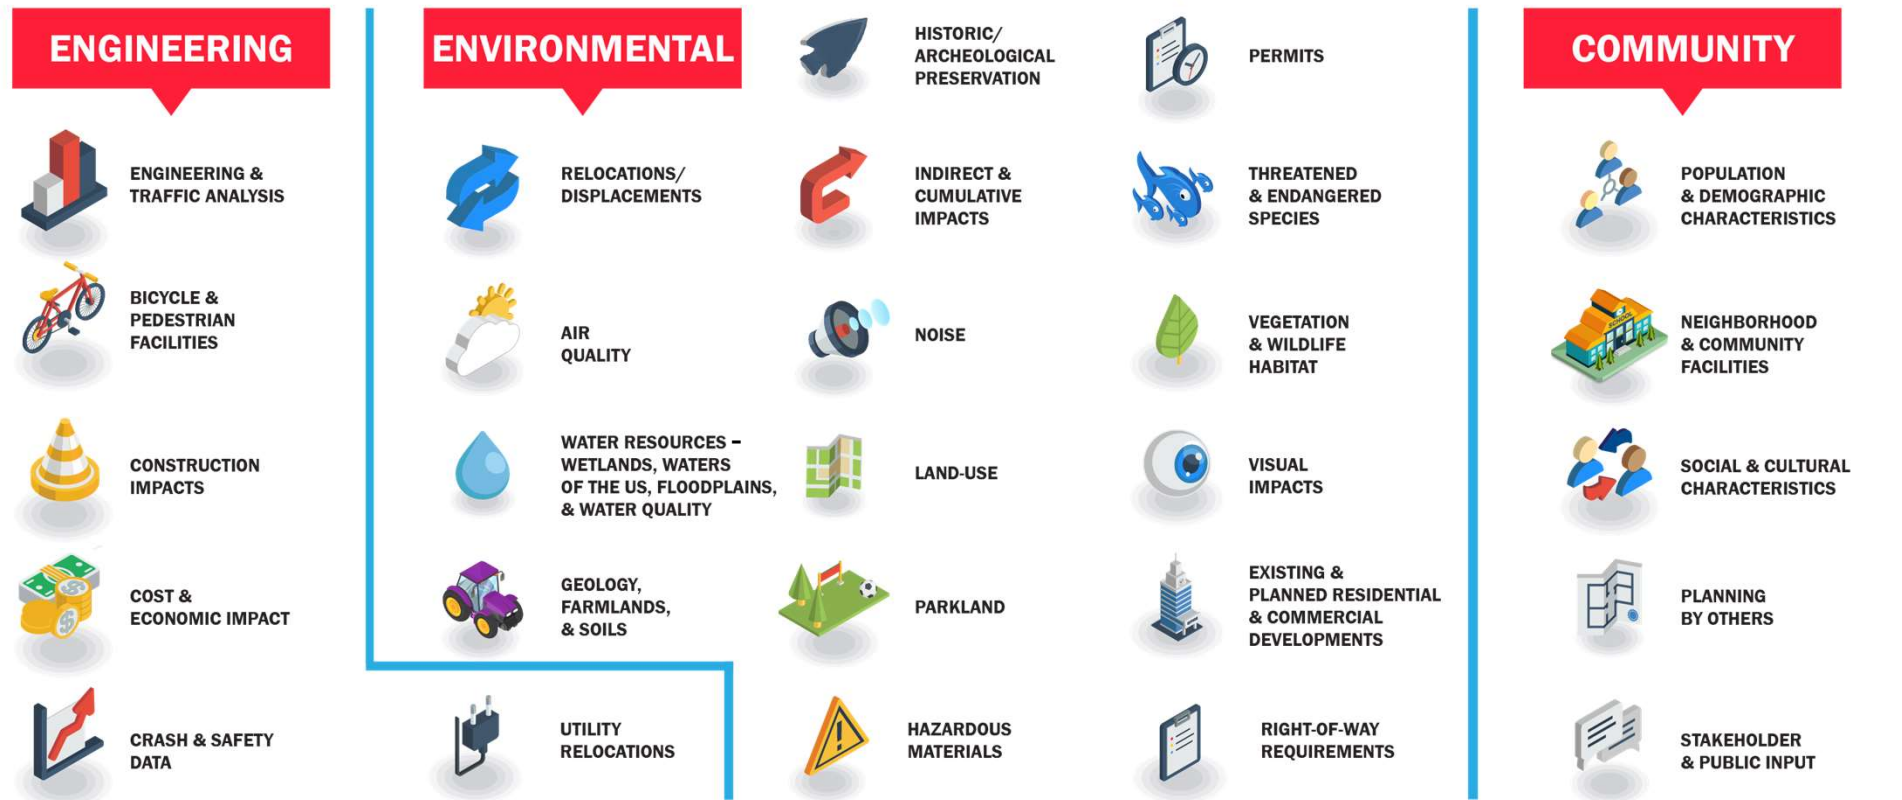 ENGINEERING
ENGINEERING &
TRAFFIC ANALYSIS
BICYCLE &
PEDESTRIAN
FACILITIES
CONSTRUCTION
IMPACTS
COST &
ECONOMIC IMPACT
CRASH & SAFETY
DATA
UTILITY
RELOCATIONS
ENVIRONMENTAL
RELOCATIONS/
DISPLACEMENTS
AIR
QUALITY
WATER RESOURCES –
WETLANDS, WATERS
OF THE US, FLOODPLAINS,
& WATER QUALITY
GEOLOGY,
FARMLANDS,
& SOILS
HISTORIC/
ARCHEOLOGICAL
PRESERVATION
INDIRECT &
CUMULATIVE
IMPACTS
NOISE
LAND-USE
PARKLAND
HAZARDOUS
MATERIALS
PERMITS
THREATENED
& ENDANGERED
SPECIES
VEGETATION
& WILDLIFE
HABITAT
VISUAL
IMPACTS
EXISTING &
PLANNED RESIDENTIAL
& COMMERCIAL
DEVELOPMENTS
RIGHT-OF-WAY
REQUIREMENTS
COMMUNITY
POPULATION
& DEMOGRAPHIC
CHARACTERISTICS
SCHOOL
NEIGHBORHOOD
& COMMUNITY
FACILITIES
SOCIAL & CULTURAL
CHARACTERISTICS
PLANNING
BY OTHERS
STAKEHOLDER
& PUBLIC INPUT